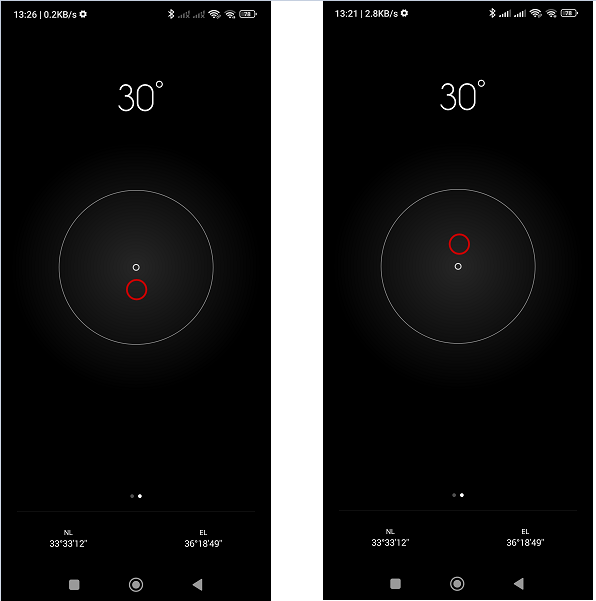 13:26 | 0.2KB/s
78
30°
NL
33°33'12"
EL
36°18'49"
13:21 | 2.8KB/s
78
30°
NL
33°33'12"
EL
36°18'49"